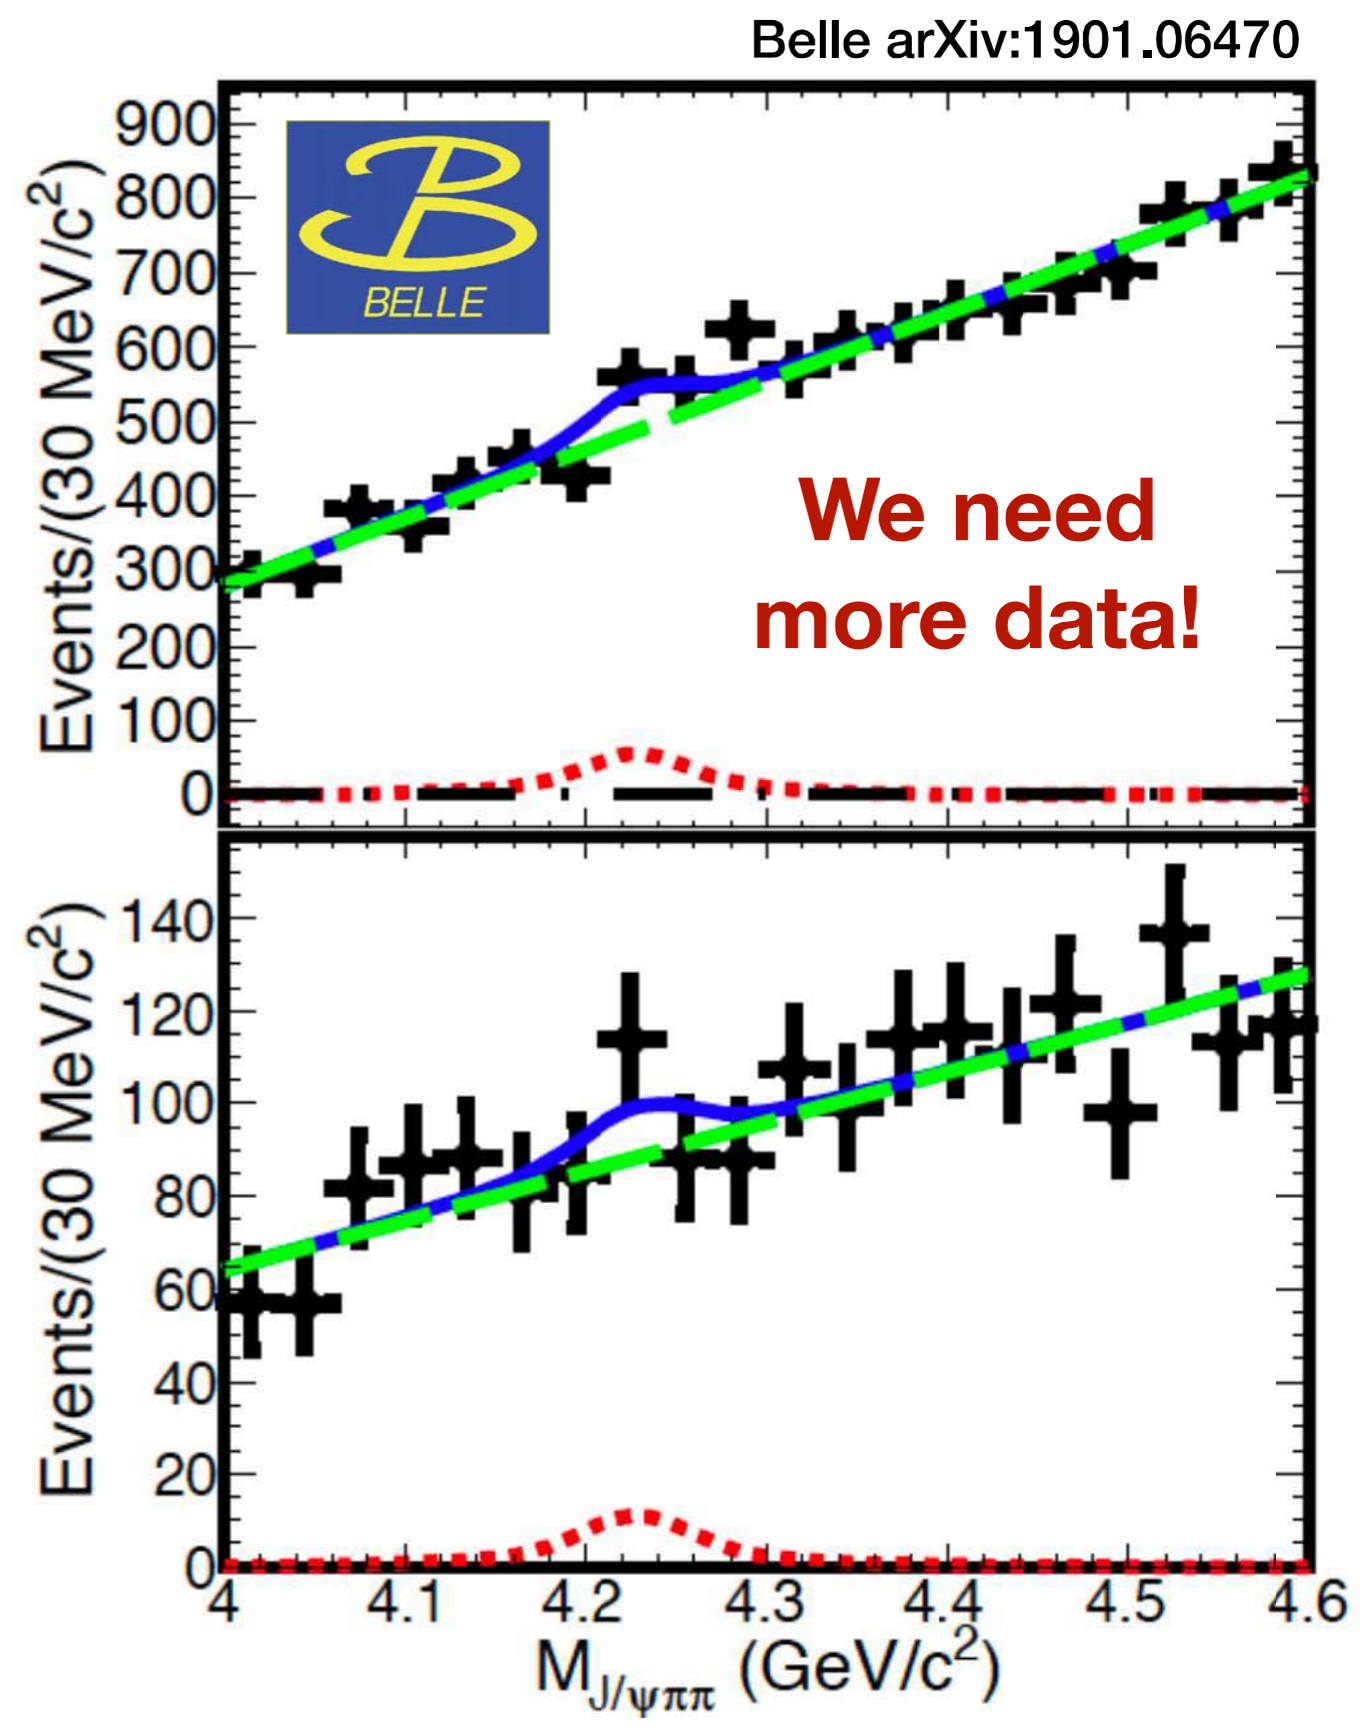 Belle arXiv:1901.06470
Events/(30 MeV/c²)
900
800
700
600
500
400
300
200
100
0
BELLE
We need
more data!
Events/(30 MeV/c²)
140
120
100
80
60
40
20
0
4 4.1 4.2 4.3 4.4 4.5 4.6
M_J/ψππ (GeV/c²)